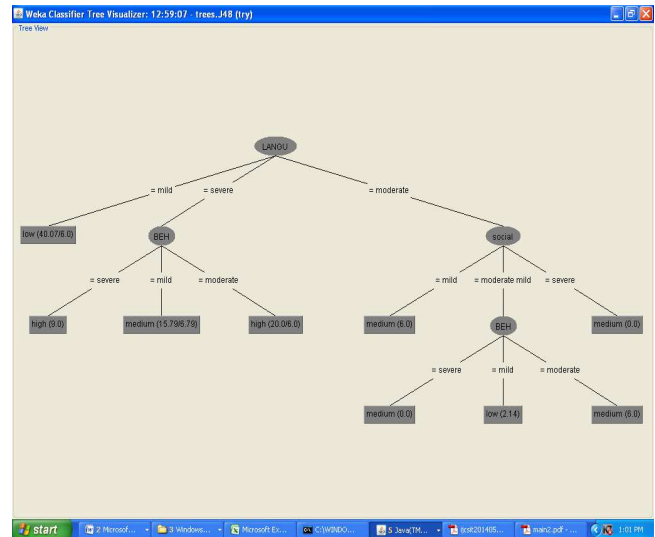 Weka Classifier Tree Visualizer: 12:59:07 - trees.J48 (try)
Tree View
LANGU
= mild
= severe
= moderate
low (40.07/6.0)
BEH
social
= severe
= mild
= moderate
= mild
= moderate mild
= severe
high (9.0)
medium (15.79/6.79)
high (20.0/6.0)
medium (6.0)
BEH
medium (0.0)
= severe
= mild
= moderate
medium (0.0)
low (2.14)
medium (6.0)
start
2 Microsof...
3 Windows...
Microsoft Ex...
C:\WINDO...
5 Java(TM...
main2.pdf - ...
1:01 PM